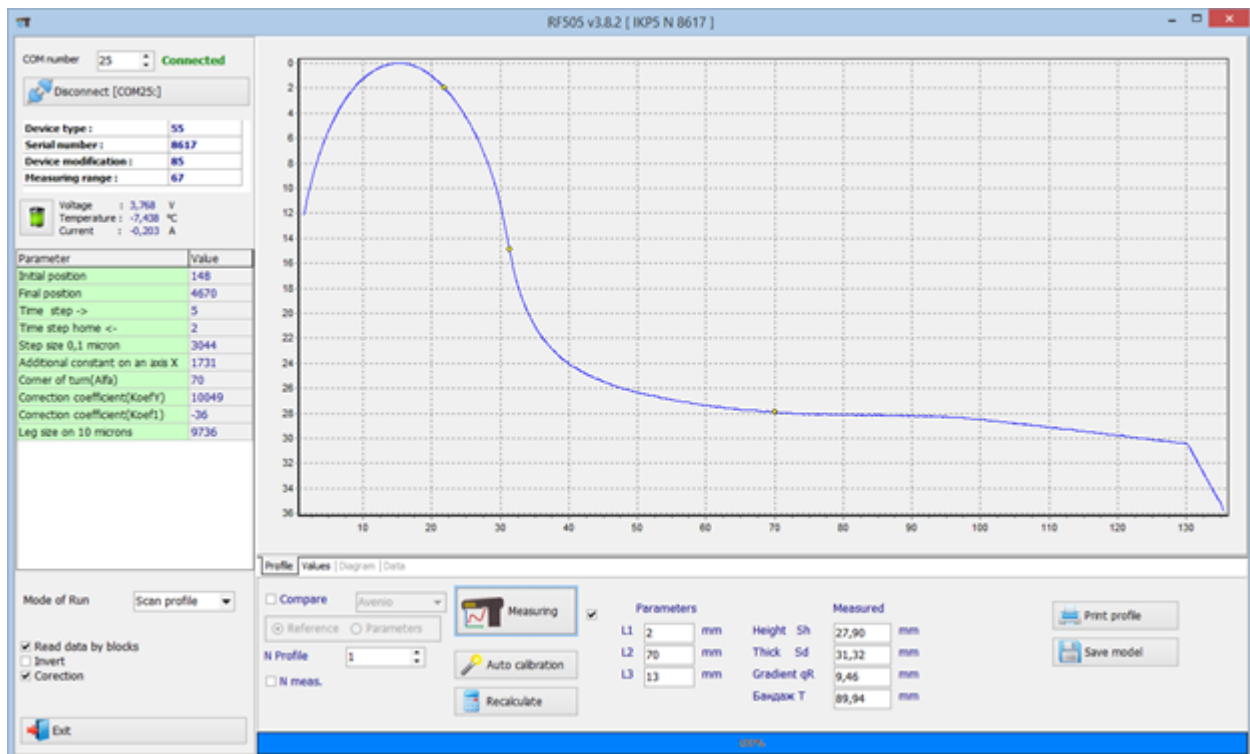 RF505 v3.8.2 [ IKP5 N 8617 ]
COM number 25 Connected
Disconnect [COM25:]
Device type : 55
Serial number : 8617
Device modification : 85
Measuring range : 67
Voltage : 3,768 V
Temperature : -7,438 °C
Current : -0,203 A
Parameter Value
Initial position 148
Final position 4670
Time step -> 5
Time step home <- 2
Step size 0,1 micron 3044
Additional constant on an axis X 1731
Corner of turn(Alfa) 70
Correction coefficient(KoefY) 10049
Correction coefficient(Koef1) -36
Leg size on 10 microns 9736
Mode of Run Scan profile
Read data by blocks
Invert
Corection
Exit
0
2
4
6
8
10
12
14
16
18
20
22
24
26
28
30
32
34
36
10 20 30 40 50 60 70 80 90 100 110 120 130
Profile Values Diagram Data
Compare Avenio
Reference Parameters
N Profile 1
N meas.
Measuring
Auto calibration
Recalculate
Parameters
L1 2 mm
L2 70 mm
L3 13 mm
Measured
Height Sh 27,90 mm
Thick Sd 31,32 mm
Gradient qR 9,46 mm
Бандаж T 89,94 mm
Print profile
Save model